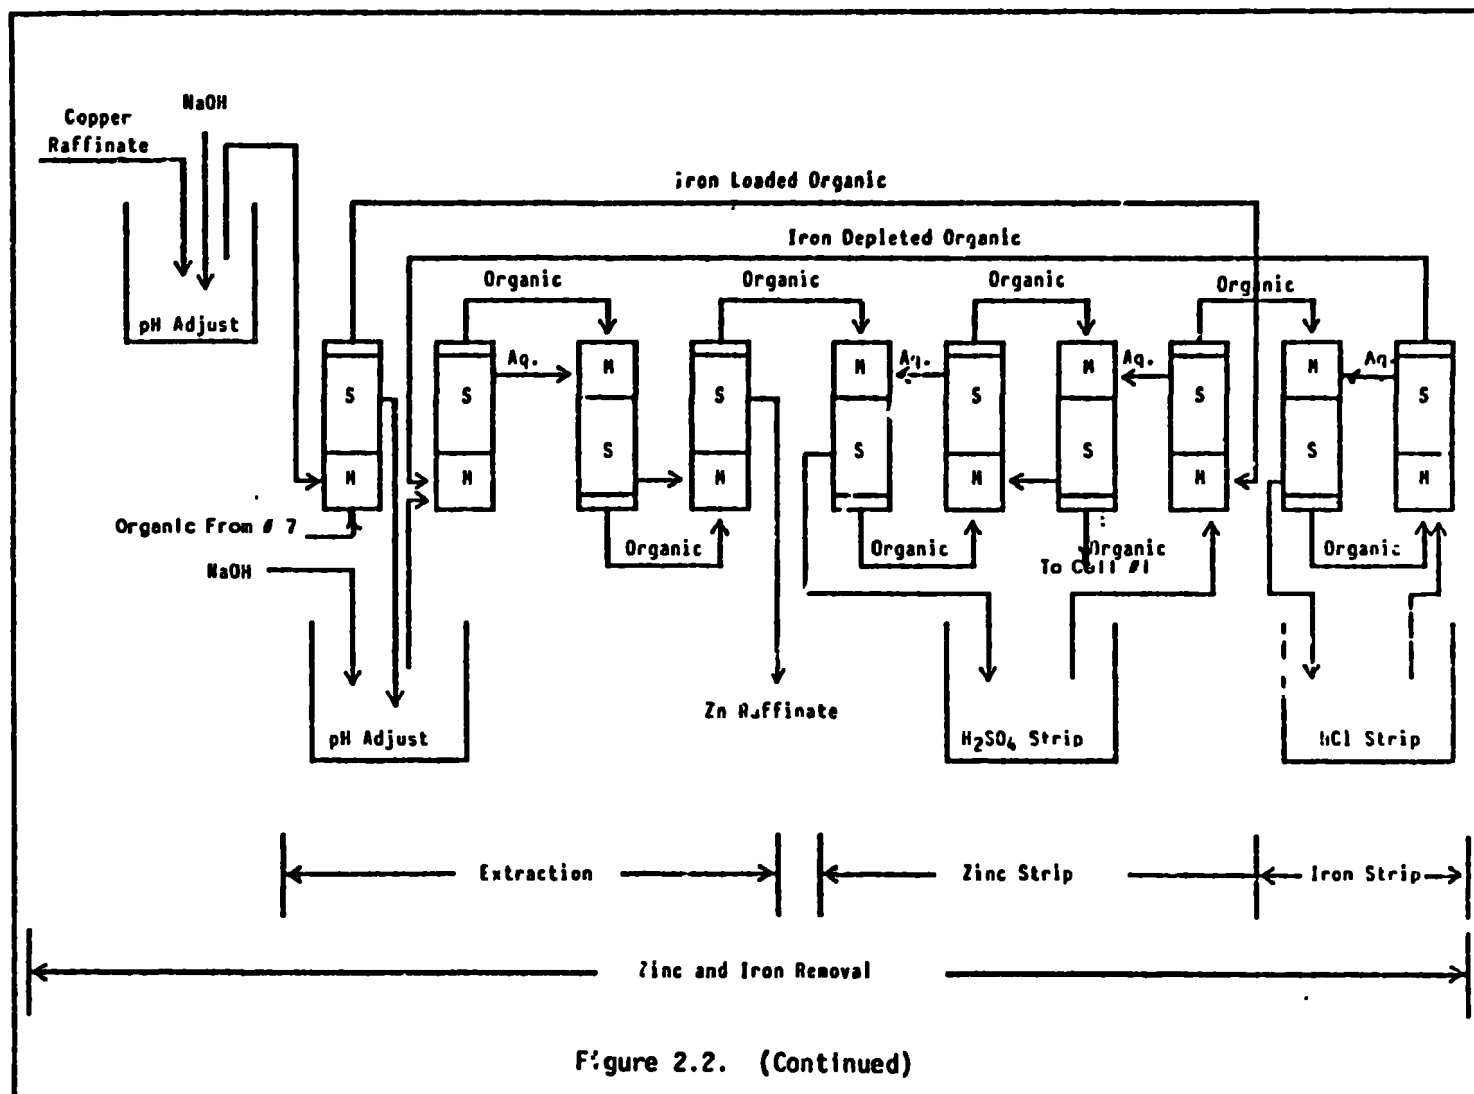 NaOH
Copper
Raffinate
pH Adjust
Iron Loaded Organic
Iron Depleted Organic
Organic
Organic
Organic
Organic
Aq.
Aq.
Aq.
Aq.
S
M
S
M
M
S
S
M
M
S
S
M
M
S
S
M
M
S
S
M
Organic From # 7
NaOH
Organic
Organic
Organic
To Cell #1
Organic
pH Adjust
Zn Raffinate
H₂SO₄ Strip
HCl Strip
Extraction
Zinc Strip
Iron Strip
Zinc and Iron Removal
Figure 2.2. (Continued)